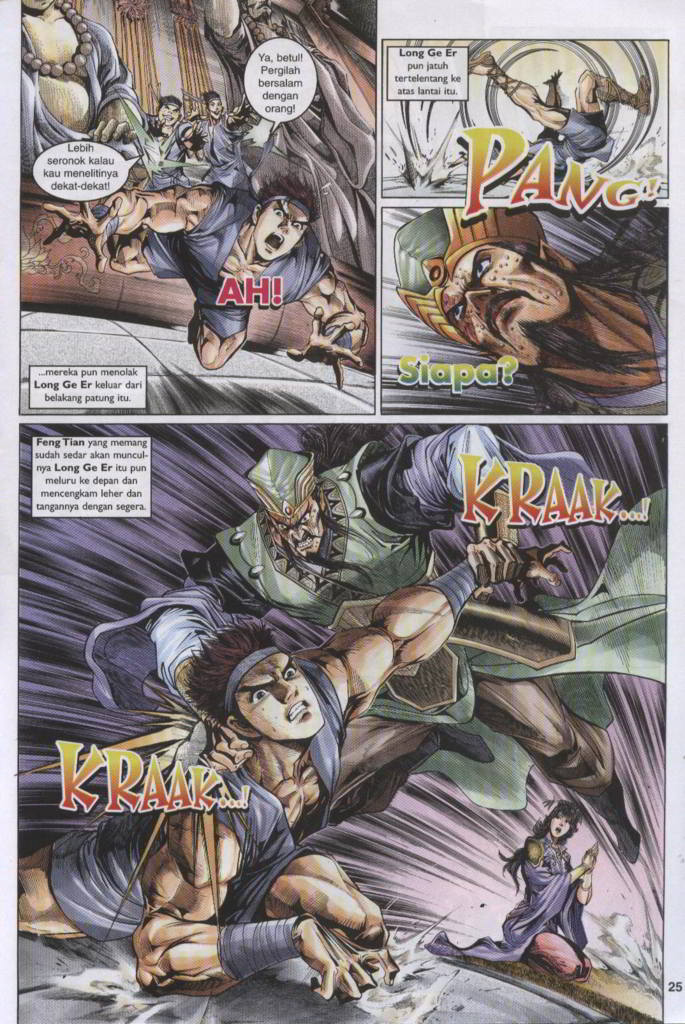 Ya, betul!
Pergilah
bersalam
dengan
orang!
Lebih
seronok kalau
kau menelitinya
dekat-dekat!
AH!
...mereka pun menolak
Long Ge Er keluar dari
belakang patung itu.
Long Ge Er
pun jatuh
tertelentang ke
atas lantai itu.
PANG!
Siapa?
Feng Tian yang memang
sudah sedar akan muncul-
nya Long Ge Er itu pun
meluru ke depan dan
mencengkam leher dan
tangannya dengan segera.
KRAAK...!
KRAAK...!
25